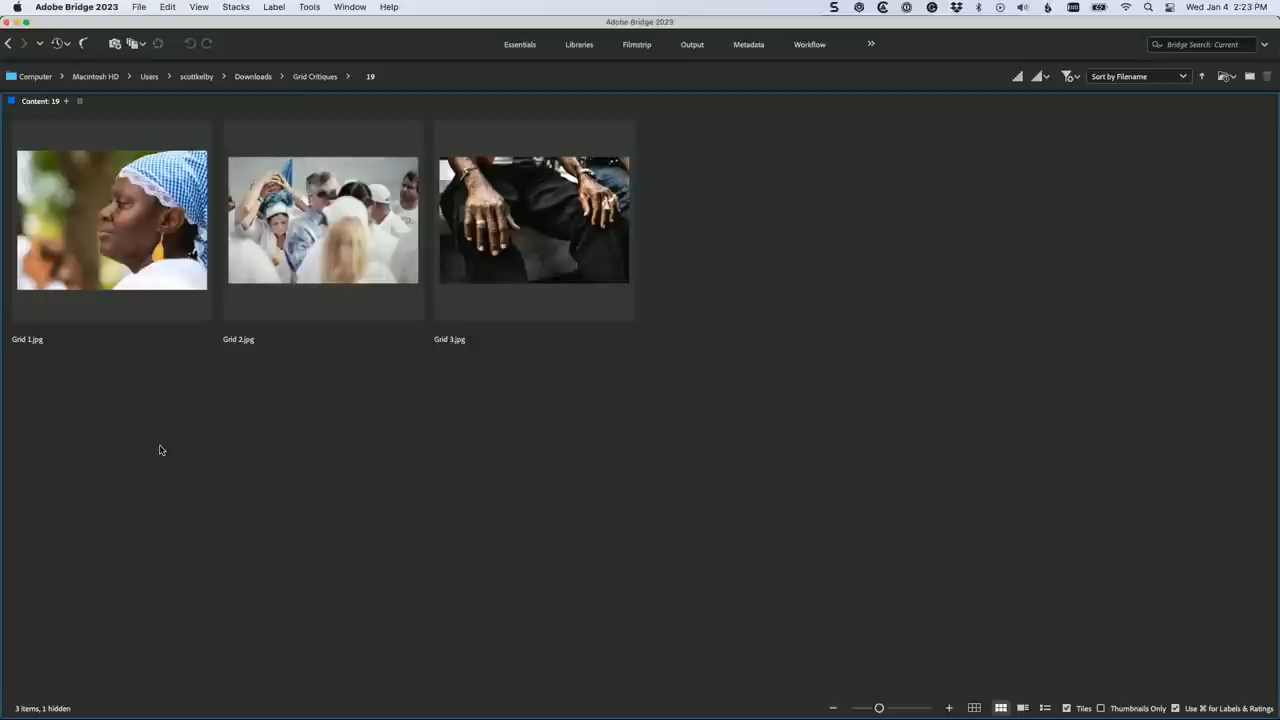 Adobe Bridge 2023 File Edit View Stacks Label Tools Window Help Wed Jan 4 2:23 PM
Adobe Bridge 2023
Essentials Libraries Filmstrip Output Metadata Workflow Bridge Search: Current
Computer Macintosh HD Users scottkelby Downloads Grid Critiques 19 Sort by Filename
Content: 19
Grid 1.jpg Grid 2.jpg Grid 3.jpg
3 items, 1 hidden Tiles Thumbnails Only Use ⌘ for Labels & Ratings